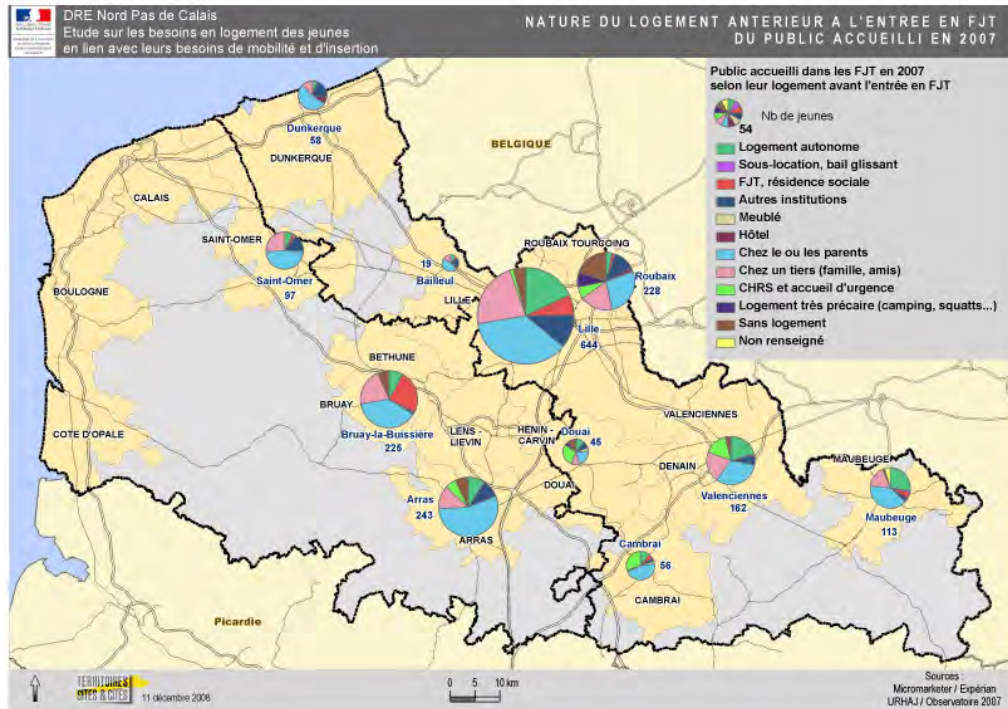 DRE Nord Pas de Calais
Etude sur les besoins en logement des jeunes
en lien avec leurs besoins de mobilité et d'insertion
NATURE DU LOGEMENT ANTERIEUR A L'ENTREE EN FJT
DU PUBLIC ACCUEILLI EN 2007
Public accueilli dans les FJT en 2007
selon leur logement avant l'entrée en FJT
Nb de jeunes
54
Logement autonome
Sous-location, bail glissant
FJT, résidence sociale
Autres institutions
Meublé
Hôtel
Chez le ou les parents
Chez un tiers (famille, amis)
CHRS et accueil d'urgence
Logement très précaire (camping, squatts...)
Sans logement
Non renseigné
Dunkerque
58
DUNKERQUE
BELGIQUE
CALAIS
SAINT-OMER
Saint-Omer
97
19
Bailleul
ROUBAIX TOURCOING
Roubaix
228
BOULOGNE
LILLE
Lille
644
BETHUNE
BRUAY
Bruay-la-Buissière
225
COTE D'OPALE
LENS -
LIEVIN
HENIN -
CARVIN
Douai
45
DOUAI
VALENCIENNES
DENAIN
Valenciennes
162
MAUBEUGE
Maubeuge
113
Arras
243
ARRAS
Cambrai
56
CAMBRAI
Picardie
TERRITOIRES
SITES & CITÉS
11 décembre 2008
0 5 10 km
Sources :
Micromarketer / Expérian
URHAJ / Observatoire 2007